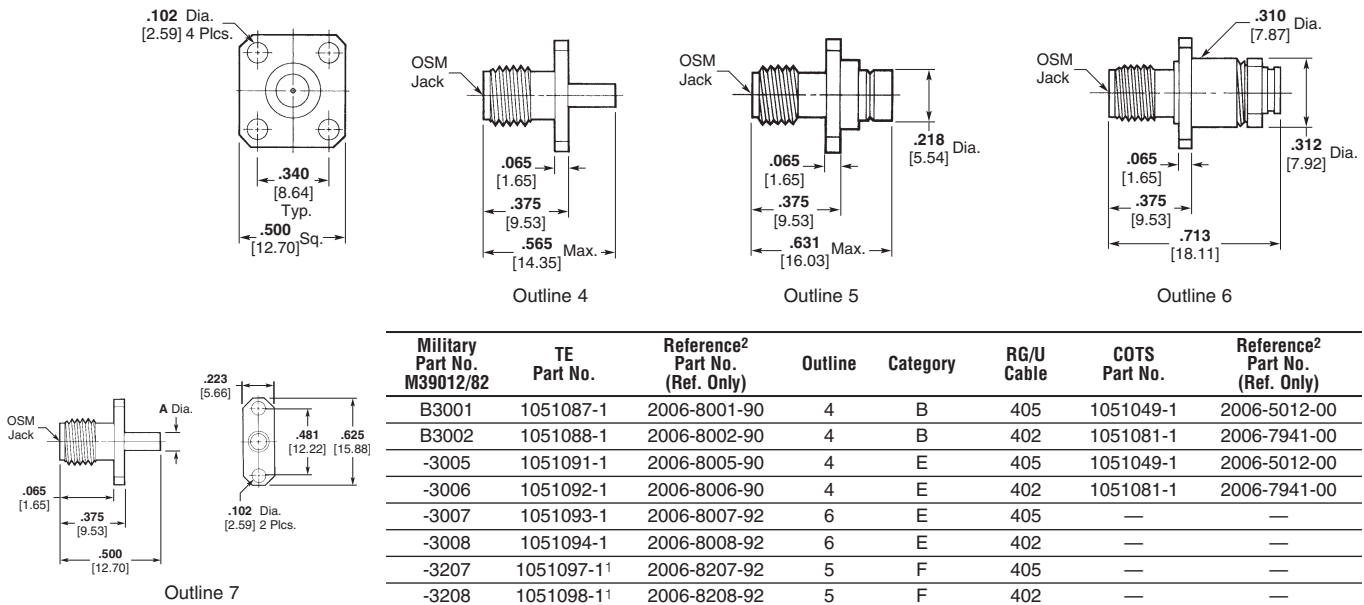 .102 Dia.
[2.59] 4 Plcs.
.340
[8.64]
Typ.
.500
[12.70] Sq.
OSM
Jack
.065
[1.65]
.375
[9.53]
.565
[14.35] Max.
Outline 4
OSM
Jack
.218
[5.54] Dia.
.065
[1.65]
.375
[9.53]
.631
[16.03] Max.
Outline 5
.310
[7.87] Dia.
OSM
Jack
.312
[7.92] Dia.
.065
[1.65]
.375
[9.53]
.713
[18.11]
Outline 6
.223
[5.66]
OSM
Jack
A Dia.
.481
[12.22]
.625
[15.88]
.065
[1.65]
.375
[9.53]
.102 Dia.
[2.59] 2 Plcs.
.500
[12.70]
Outline 7
Military Part No. M39012/82 TE Part No. Reference2 Part No. (Ref. Only) Outline Category RG/U Cable COTS Part No. Reference2 Part No. (Ref. Only)
B3001 1051087-1 2006-8001-90 4 B 405 1051049-1 2006-5012-00
B3002 1051088-1 2006-8002-90 4 B 402 1051081-1 2006-7941-00
-3005 1051091-1 2006-8005-90 4 E 405 1051049-1 2006-5012-00
-3006 1051092-1 2006-8006-90 4 E 402 1051081-1 2006-7941-00
-3007 1051093-1 2006-8007-92 6 E 405 — —
-3008 1051094-1 2006-8008-92 6 E 402 — —
-3207 1051097-11 2006-8207-92 5 F 405 — —
-3208 1051098-11 2006-8208-92 5 F 402 — —